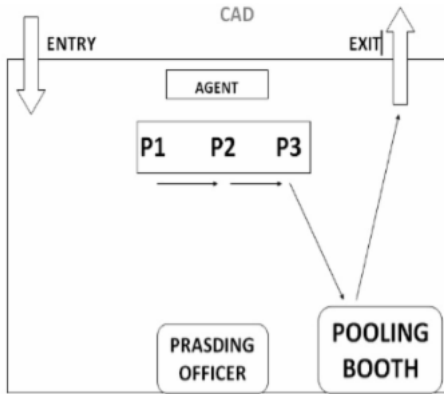 CAD
ENTRY
EXIT
AGENT
P1 P2 P3
PRASDING
OFFICER
POOLING
BOOTH